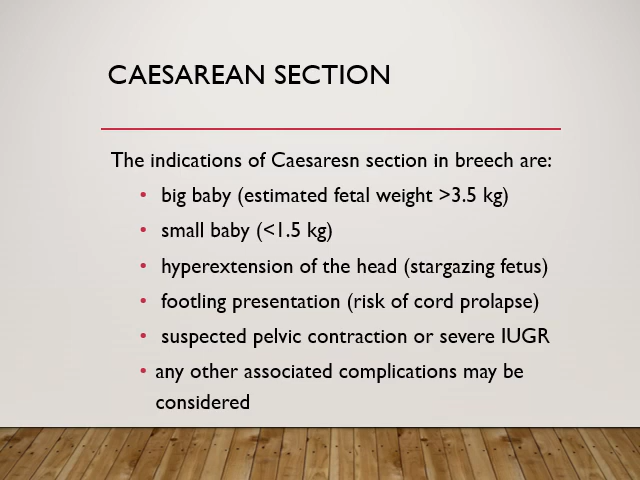 CAESAREAN SECTION
The indications of Caesaresn section in breech are:
• big baby (estimated fetal weight >3.5 kg)
• small baby (<1.5 kg)
• hyperextension of the head (stargazing fetus)
• footling presentation (risk of cord prolapse)
• suspected pelvic contraction or severe IUGR
• any other associated complications may be
considered